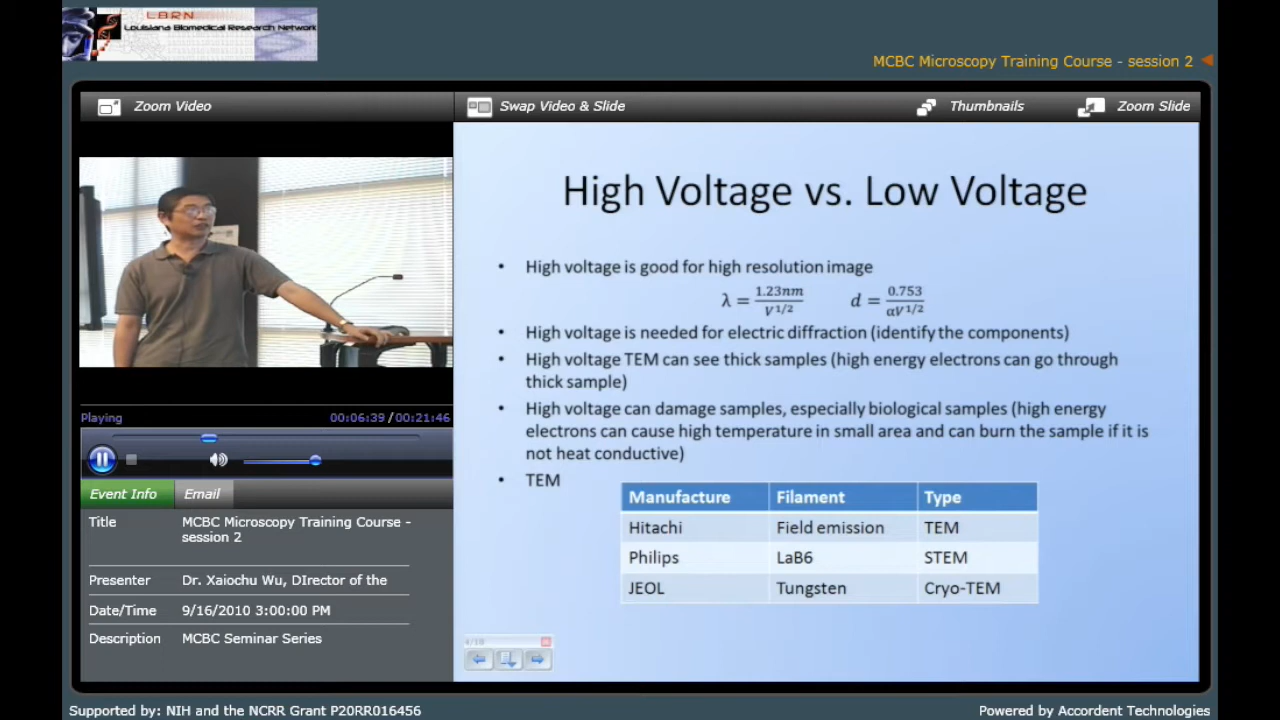 LBRN
Louisiana Biomedical Research Network
MCBC Microscopy Training Course - session 2
Zoom Video
Swap Video & Slide
Thumbnails
Zoom Slide
High Voltage vs. Low Voltage
• High voltage is good for high resolution image
λ = 1.23nm / V^1/2 d = 0.753 / αV^1/2
• High voltage is needed for electric diffraction (identify the components)
• High voltage TEM can see thick samples (high energy electrons can go through
thick sample)
• High voltage can damage samples, especially biological samples (high energy
electrons can cause high temperature in small area and can burn the sample if it is
not heat conductive)
• TEM
Manufacture Filament Type
Hitachi Field emission TEM
Philips LaB6 STEM
JEOL Tungsten Cryo-TEM
4/10
Playing 00:06:39 / 00:21:46
Event Info Email
Title MCBC Microscopy Training Course -
session 2
Presenter Dr. Xaiochu Wu, DIrector of the
Date/Time 9/16/2010 3:00:00 PM
Description MCBC Seminar Series
Supported by: NIH and the NCRR Grant P20RR016456
Powered by Accordent Technologies